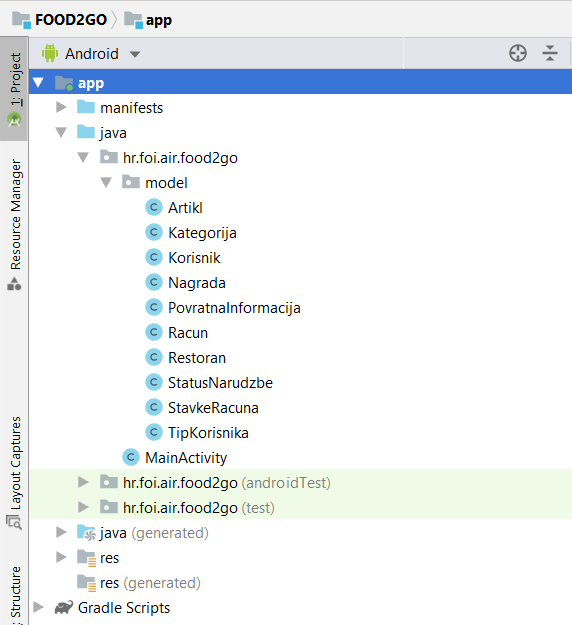 FOOD2GO app
Android
1: Project
Resource Manager
Layout Captures
: Structure
app
manifests
java
hr.foi.air.food2go
model
Artikl
Kategorija
Korisnik
Nagrada
PovratnaInformacija
Racun
Restoran
StatusNarudzbe
StavkeRacuna
TipKorisnika
MainActivity
hr.foi.air.food2go (androidTest)
hr.foi.air.food2go (test)
java (generated)
res
res (generated)
Gradle Scripts